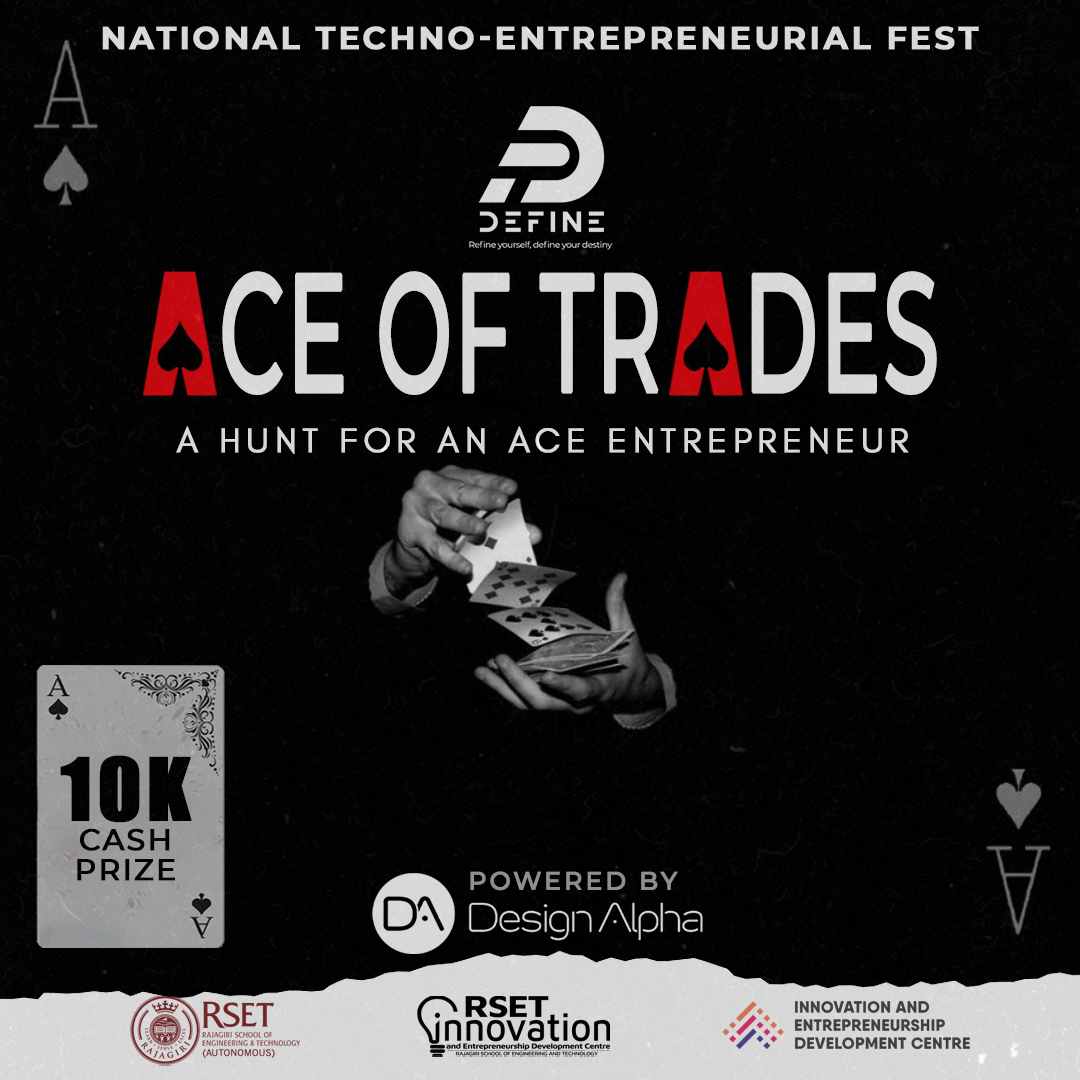 NATIONAL TECHNO-ENTREPRENEURIAL FEST
A
DEFINE
Refine yourself, define your destiny
ACE OF TRADES
A HUNT FOR AN ACE ENTREPRENEUR
A
10K
CASH
PRIZE
A
A
POWERED BY
DA
Design Alpha
RSET
RAJAGIRI SCHOOL OF
ENGINEERING & TECHNOLOGY
(AUTONOMOUS)
RAJAGIRI
RSET
innovation
and Entrepreneurship Development Centre
RAJAGIRI SCHOOL OF ENGINEERING AND TECHNOLOGY
INNOVATION AND
ENTREPRENEURSHIP
DEVELOPMENT CENTRE